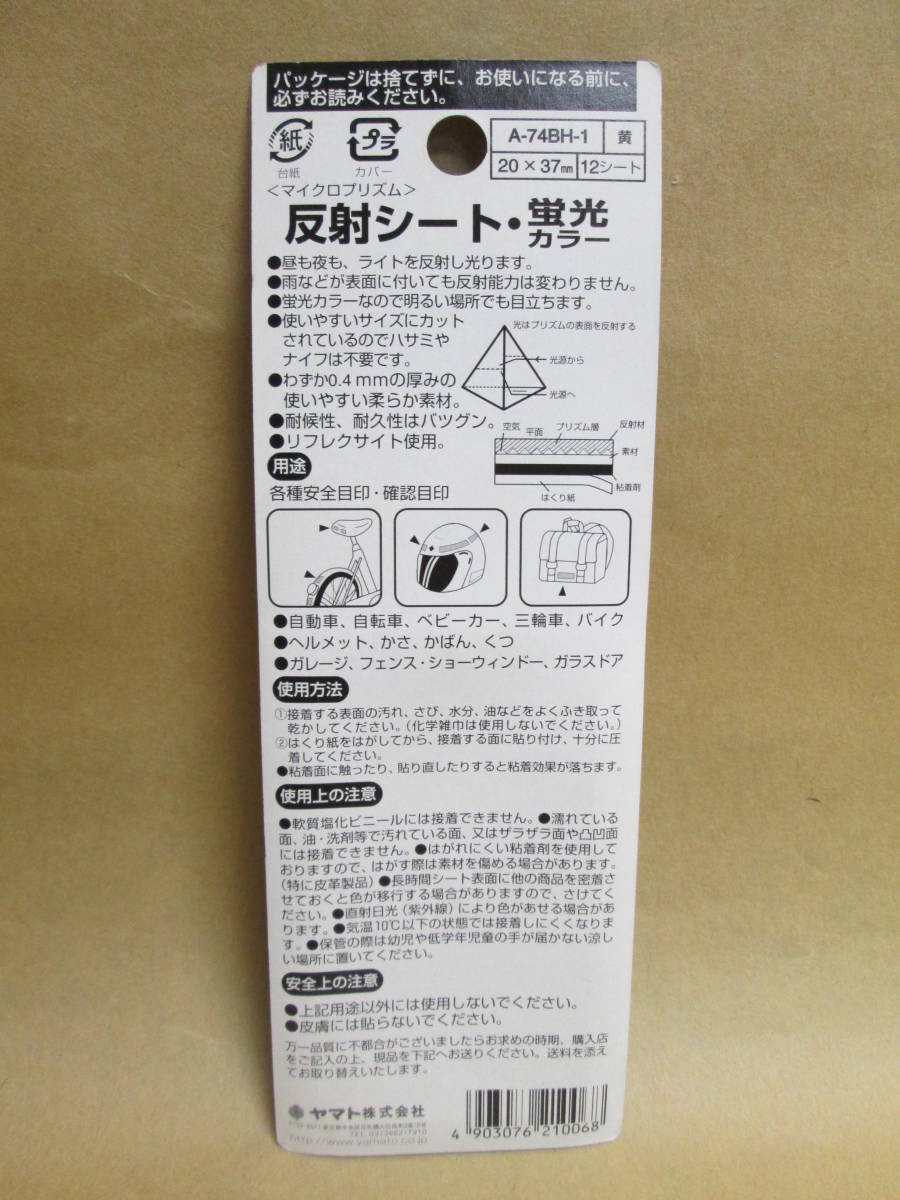 パッケージは捨てずに、お使いになる前に、
必ずお読みください。
紙
台紙
プラ
カバー
A-74BH-1 黄
20×37mm 12シート
＜マイクロプリズム＞
反射シート・蛍光カラー
●昼も夜も、ライトを反射し光ります。
●雨などが表面に付いても反射能力は変わりません。
●蛍光カラーなので明るい場所でも目立ちます。
●使いやすいサイズにカット
されているのでハサミや
ナイフは不要です。
●わずか0.4mmの厚みの
使いやすい柔らか素材。
●耐候性、耐久性はバツグン。
●リフレクサイト使用。
光はプリズムの表面を反射する
光源から
光源へ
空気 平面 プリズム層 反射材
素材
粘着剤
はくり紙
用途
各種安全目印・確認目印
●自動車、自転車、ベビーカー、三輪車、バイク
●ヘルメット、かさ、かばん、くつ
●ガレージ、フェンス・ショーウィンドー、ガラスドア
使用方法
①接着する表面の汚れ、さび、水分、油などをよくふき取って
乾かしてください。（化学雑巾は使用しないでください。）
②はくり紙をはがしてから、接着する面に貼り付け、十分に圧
着してください。
●粘着面に触ったり、貼り直したりすると粘着効果が落ちます。
使用上の注意
●軟質塩化ビニールには接着できません。●濡れている
面、油・洗剤等で汚れている面、又はザラザラ面や凸凹面
には接着できません。●はがれにくい粘着剤を使用して
おりますので、はがす際は素材を傷める場合があります。
（特に皮革製品）●長時間シート表面に他の商品を密着さ
せておくと色が移行する場合がありますので、さけてく
ださい。●直射日光（紫外線）により色があせる場合があ
ります。●気温10℃以下の状態では接着しにくくなりま
す。●保管の際は幼児や低学年児童の手が届かない涼し
い場所に置いてください。
安全上の注意
●上記用途以外には使用しないでください。
●皮膚には貼らないでください。
万一品質に不都合がございましたらお求めの時期、購入店
をご記入の上、現品を下記へお送りください。送料を添え
てお取り替えいたします。
ヤマト株式会社
http://www.yamato.co.jp
4 903076 210068